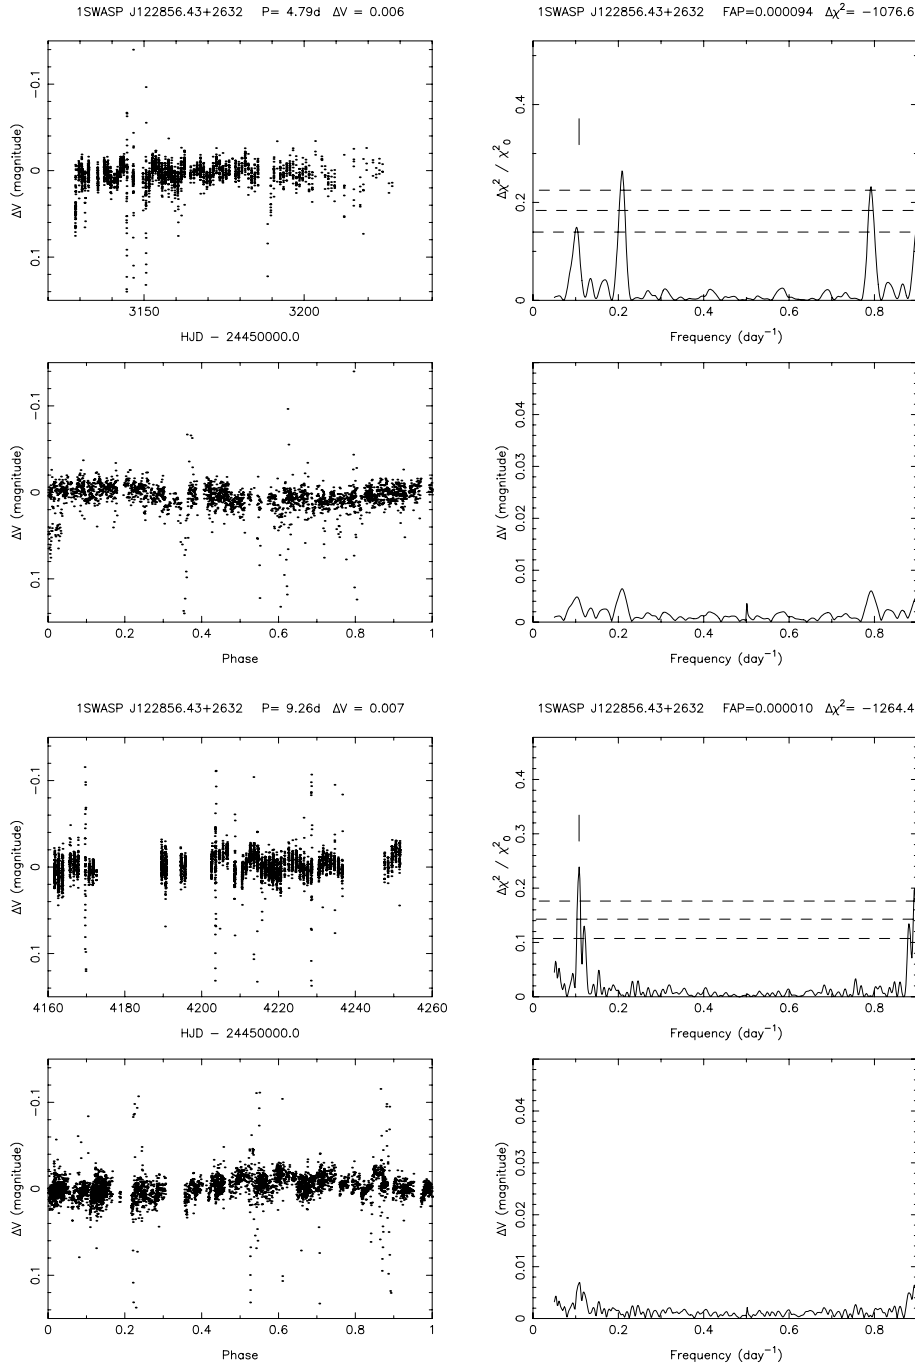 1SWASP J122856.43+2632 P= 4.79d ΔV = 0.006
1SWASP J122856.43+2632 FAP=0.000094 Δχ²= −1076.6
ΔV (magnitude)
−0.1
0
0.1
3150 3200
HJD − 24450000.0
Δχ² / χ²₀
0.4
0.2
0
0 0.2 0.4 0.6 0.8
Frequency (day⁻¹)
ΔV (magnitude)
−0.1
0
0.1
0 0.2 0.4 0.6 0.8 1
Phase
ΔV (magnitude)
0.04
0.03
0.02
0.01
0
0 0.2 0.4 0.6 0.8
Frequency (day⁻¹)
1SWASP J122856.43+2632 P= 9.26d ΔV = 0.007
1SWASP J122856.43+2632 FAP=0.000010 Δχ²= −1264.4
ΔV (magnitude)
−0.1
0
0.1
4160 4180 4200 4220 4240 4260
HJD − 24450000.0
Δχ² / χ²₀
0.4
0.3
0.2
0.1
0
0 0.2 0.4 0.6 0.8
Frequency (day⁻¹)
ΔV (magnitude)
−0.1
0
0.1
0 0.2 0.4 0.6 0.8 1
Phase
ΔV (magnitude)
0.04
0.03
0.02
0.01
0
0 0.2 0.4 0.6 0.8
Frequency (day⁻¹)